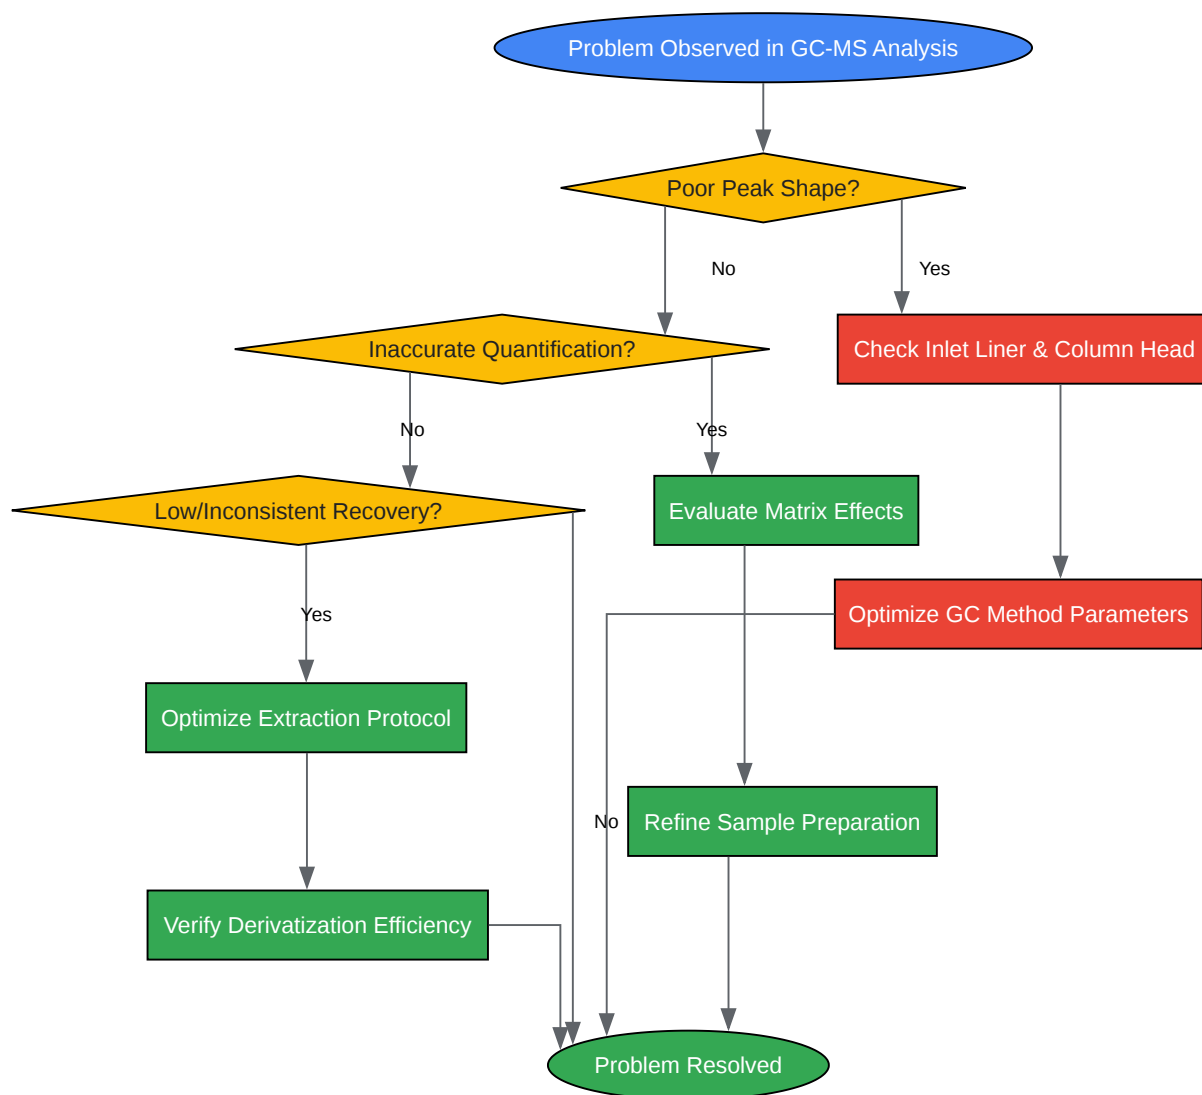 Problem Observed in GC-MS Analysis
Poor Peak Shape?
No
Yes
Inaccurate Quantification?
Check Inlet Liner & Column Head
No
Yes
Low/Inconsistent Recovery?
Evaluate Matrix Effects
Yes
Optimize GC Method Parameters
Optimize Extraction Protocol
No
Refine Sample Preparation
Verify Derivatization Efficiency
Problem Resolved